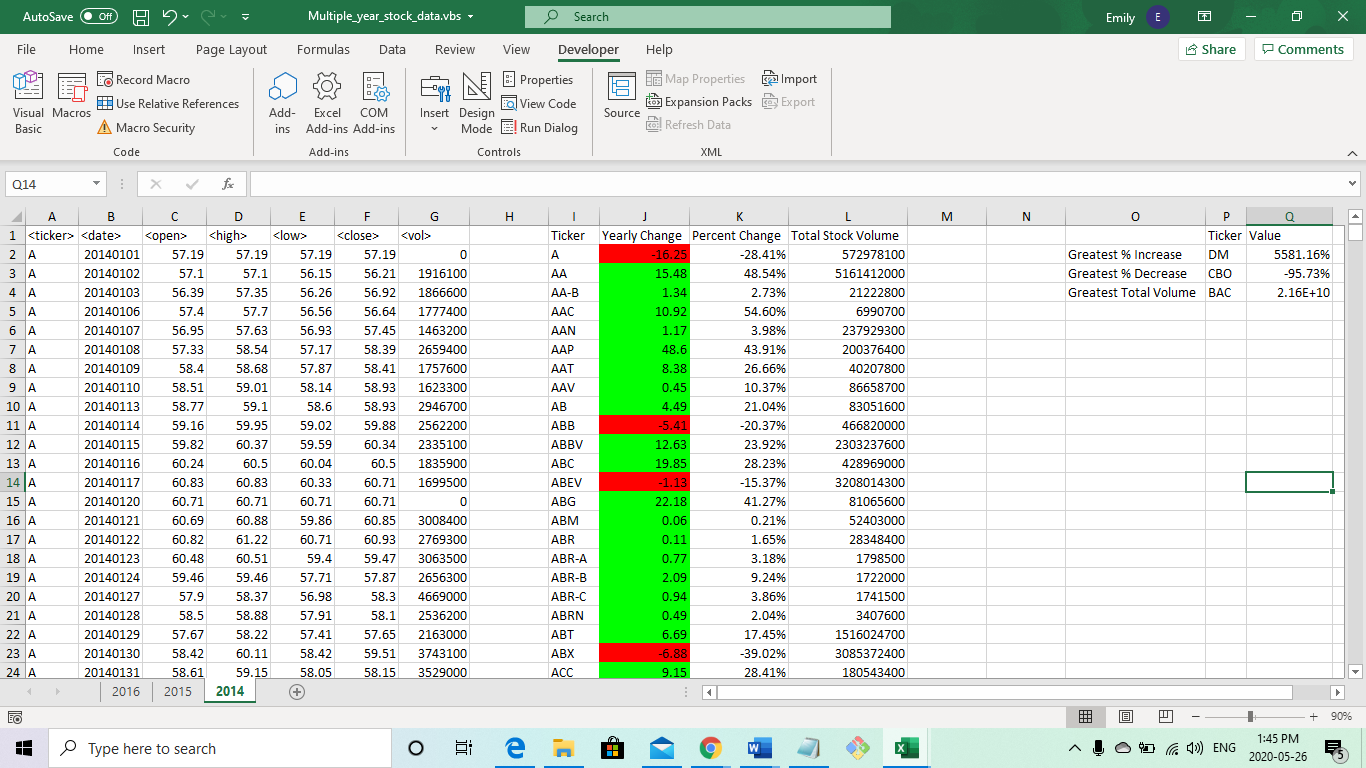 AutoSave Off Multiple_year_stock_data.vbs Search Emily E
File Home Insert Page Layout Formulas Data Review View Developer Help Share Comments
Visual Basic Macros Record Macro Use Relative References Macro Security Code
Add-ins Excel Add-ins COM Add-ins Add-ins
Insert Design Mode Properties View Code Run Dialog Controls
Source Map Properties Expansion Packs Refresh Data Import Export XML
Q14 fx
A B C D E F G H I J K L M N O P Q
1 <ticker> <date> <open> <high> <low> <close> <vol> Ticker Yearly Change Percent Change Total Stock Volume Ticker Value
2 A 20140101 57.19 57.19 57.19 57.19 0 A -16.25 -28.41% 572978100 Greatest % Increase DM 5581.16%
3 A 20140102 57.1 57.1 56.15 56.21 1916100 AA 15.48 48.54% 5161412000 Greatest % Decrease CBO -95.73%
4 A 20140103 56.39 57.35 56.26 56.92 1866600 AA-B 1.34 2.73% 21222800 Greatest Total Volume BAC 2.16E+10
5 A 20140106 57.4 57.7 56.56 56.64 1777400 AAC 10.92 54.60% 6990700
6 A 20140107 56.95 57.63 56.93 57.45 1463200 AAN 1.17 3.98% 237929300
7 A 20140108 57.33 58.54 57.17 58.39 2659400 AAP 48.6 43.91% 200376400
8 A 20140109 58.4 58.68 57.87 58.41 1757600 AAT 8.38 26.66% 40207800
9 A 20140110 58.51 59.01 58.14 58.93 1623300 AAV 0.45 10.37% 86658700
10 A 20140113 58.77 59.1 58.6 58.93 2946700 AB 4.49 21.04% 83051600
11 A 20140114 59.16 59.95 59.02 59.88 2562200 ABB -5.41 -20.37% 466820000
12 A 20140115 59.82 60.37 59.59 60.34 2335100 ABBV 12.63 23.92% 2303237600
13 A 20140116 60.24 60.5 60.04 60.5 1835900 ABC 19.85 28.23% 428969000
14 A 20140117 60.83 60.83 60.33 60.71 1699500 ABEV -1.13 -15.37% 3208014300
15 A 20140120 60.71 60.71 60.71 60.71 0 ABG 22.18 41.27% 81065600
16 A 20140121 60.69 60.88 59.86 60.85 3008400 ABM 0.06 0.21% 52403000
17 A 20140122 60.82 61.22 60.71 60.93 2769300 ABR 0.11 1.65% 28348400
18 A 20140123 60.48 60.51 59.4 59.47 3063500 ABR-A 0.77 3.18% 1798500
19 A 20140124 59.46 59.46 57.71 57.87 2656300 ABR-B 2.09 9.24% 1722000
20 A 20140127 57.9 58.37 56.98 58.3 4669000 ABR-C 0.94 3.86% 1741500
21 A 20140128 58.5 58.88 57.91 58.1 2536200 ABRN 0.49 2.04% 3407600
22 A 20140129 57.67 58.22 57.41 57.65 2163000 ABT 6.69 17.45% 1516024700
23 A 20140130 58.42 60.11 58.42 59.51 3743100 ABX -6.88 -39.02% 3085372400
24 A 20140131 58.61 59.15 58.05 58.15 3529000 ACC 9.15 28.41% 180543400
2016 2015 2014
90%
Type here to search ENG 1:45 PM
2020-05-26 5